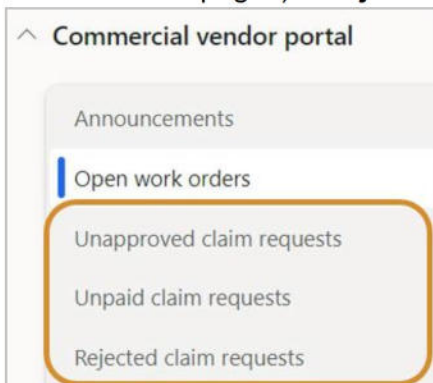 Commercial vendor portal
Announcements
Open work orders
Unapproved claim requests
Unpaid claim requests
Rejected claim requests